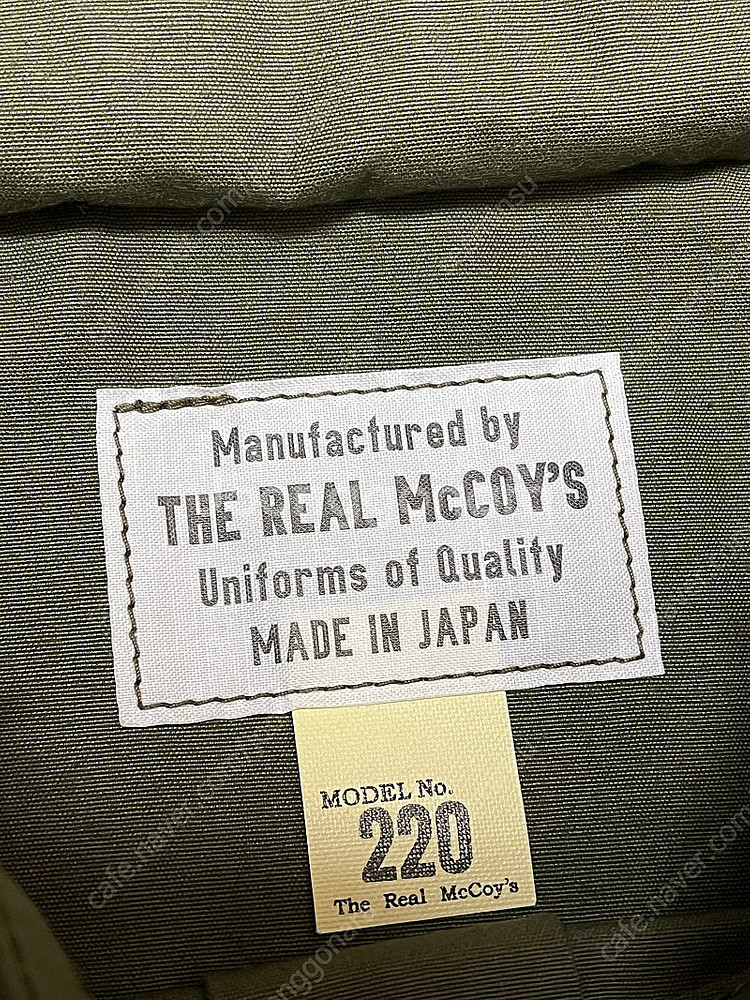 Manufactured by
THE REAL McCOY'S
Uniforms of Quality
MADE IN JAPAN
MODEL No.
220
The Real McCoy's